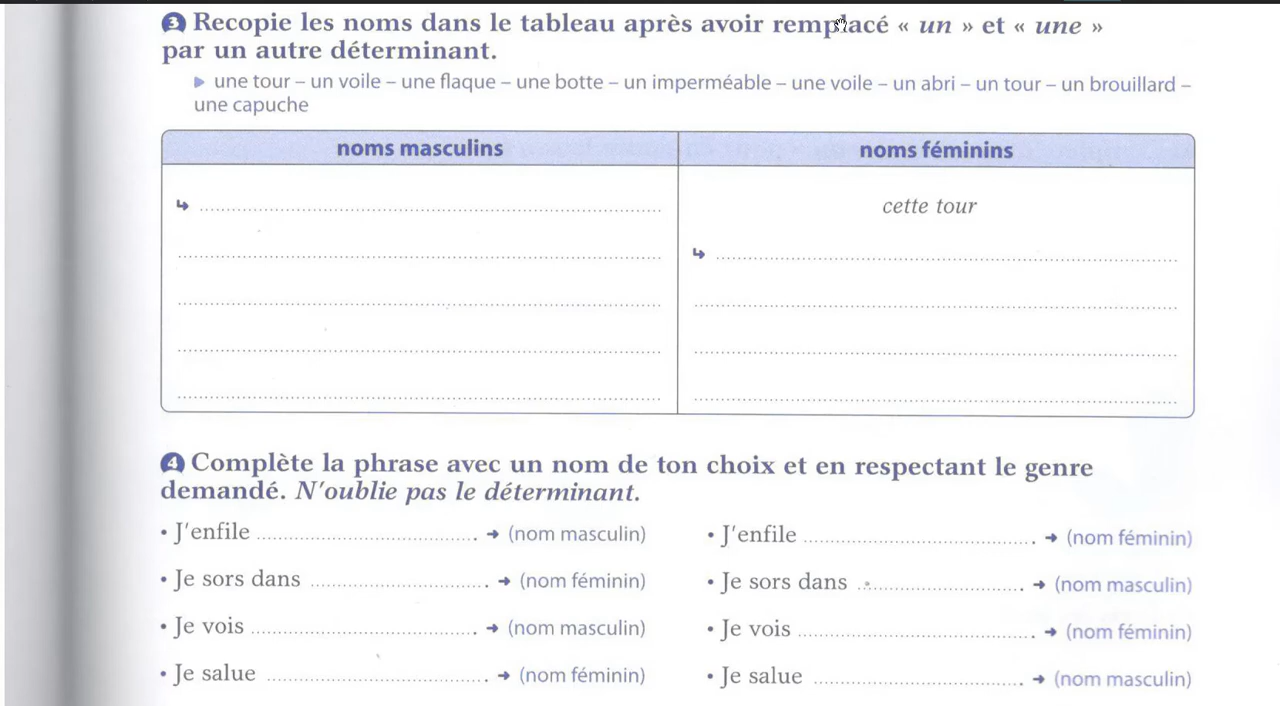 3 Recopie les noms dans le tableau après avoir remplacé « un » et « une »
par un autre déterminant.
▶ une tour – un voile – une flaque – une botte – un imperméable – une voile – un abri – un tour – un brouillard –
une capuche
noms masculins
noms féminins
cette tour
4 Complète la phrase avec un nom de ton choix et en respectant le genre
demandé. N'oublie pas le déterminant.
• J'enfile .................... ➜ (nom masculin)
• J'enfile .................... ➜ (nom féminin)
• Je sors dans .................... ➜ (nom féminin)
• Je sors dans .................... ➜ (nom masculin)
• Je vois .................... ➜ (nom masculin)
• Je vois .................... ➜ (nom féminin)
• Je salue .................... ➜ (nom féminin)
• Je salue .................... ➜ (nom masculin)